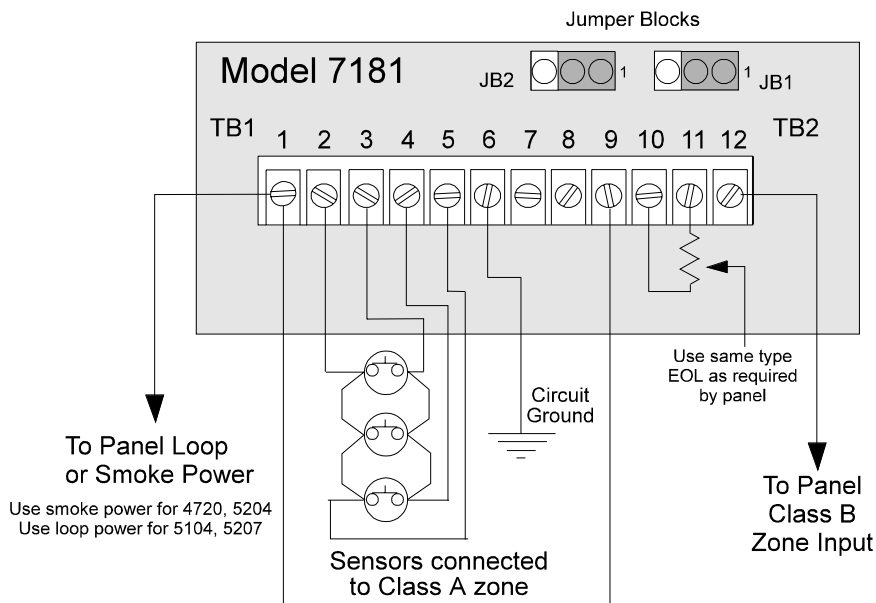 Jumper Blocks
Model 7181
JB2 1 1 JB1
TB1 TB2
1 2 3 4 5 6 7 8 9 10 11 12
Use same type
EOL as required
by panel
Circuit
Ground
To Panel Loop
or Smoke Power
Use smoke power for 4720, 5204
Use loop power for 5104, 5207
To Panel
Class B
Zone Input
Sensors connected
to Class A zone